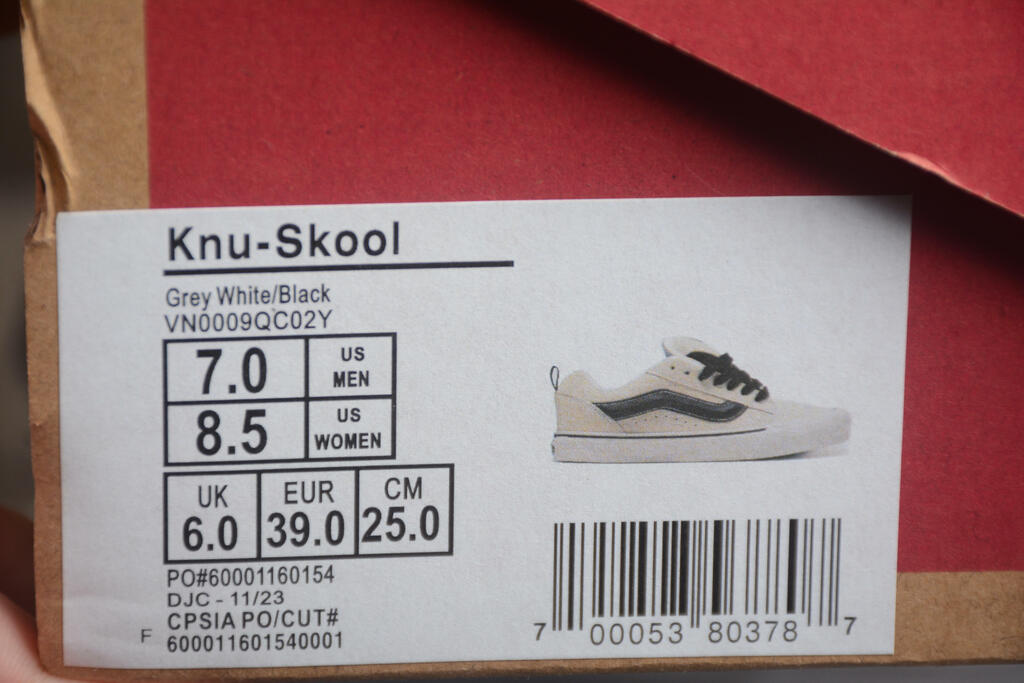 Knu-Skool
Grey White/Black
VN0009QC02Y
7.0 US MEN
8.5 US WOMEN
UK EUR CM
6.0 39.0 25.0
PO#60001160154
DJC - 11/23
CPSIA PO/CUT#
F 600011601540001
7 00053 80378 7